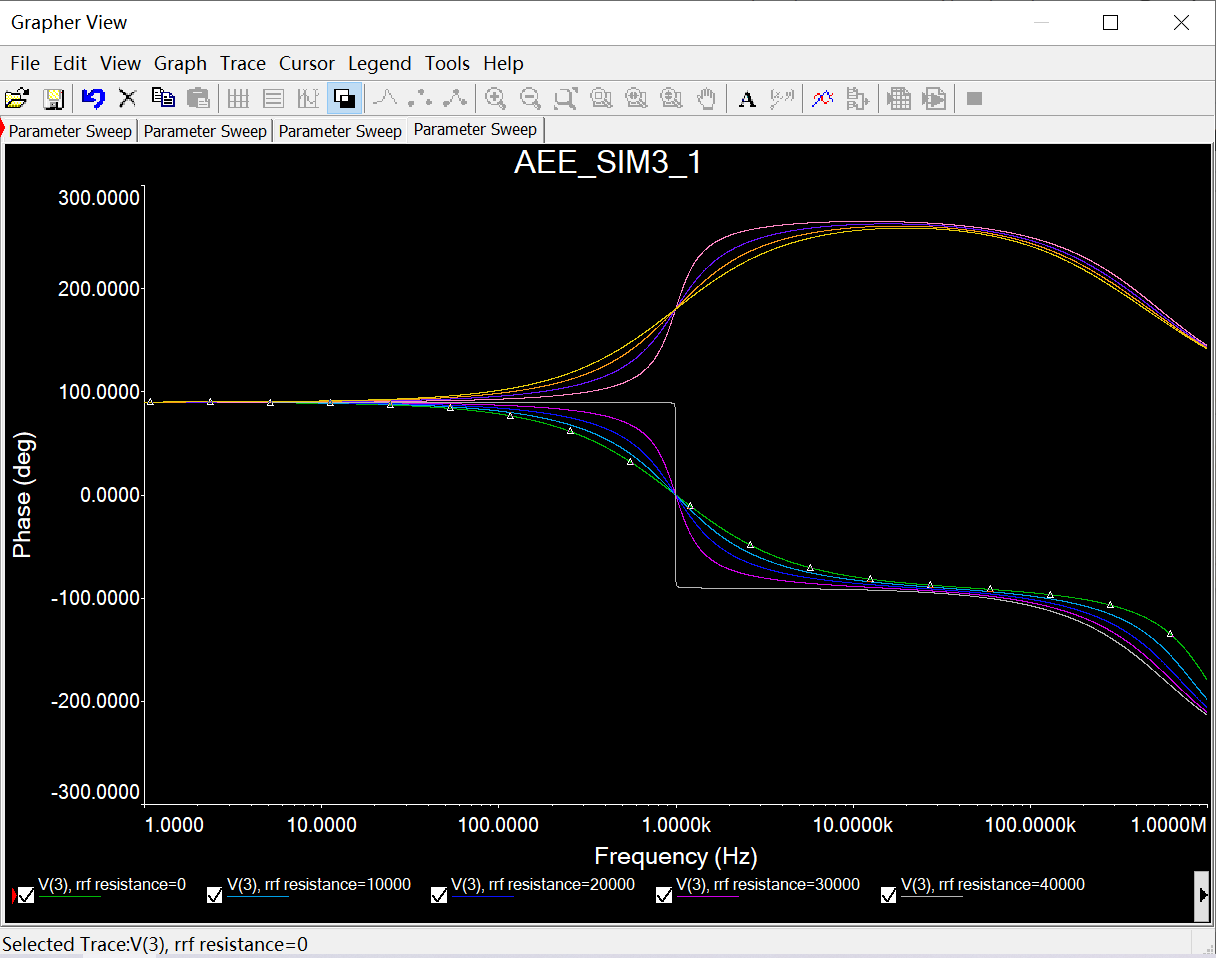 Grapher View
File Edit View Graph Trace Cursor Legend Tools Help
A
Parameter Sweep Parameter Sweep Parameter Sweep Parameter Sweep
AEE_SIM3_1
300.0000
200.0000
100.0000
0.0000
-100.0000
-200.0000
-300.0000
Phase (deg)
1.0000 10.0000 100.0000 1.0000k 10.0000k 100.0000k 1.0000M
Frequency (Hz)
V(3), rrf resistance=0 V(3), rrf resistance=10000 V(3), rrf resistance=20000 V(3), rrf resistance=30000 V(3), rrf resistance=40000
Selected Trace:V(3), rrf resistance=0